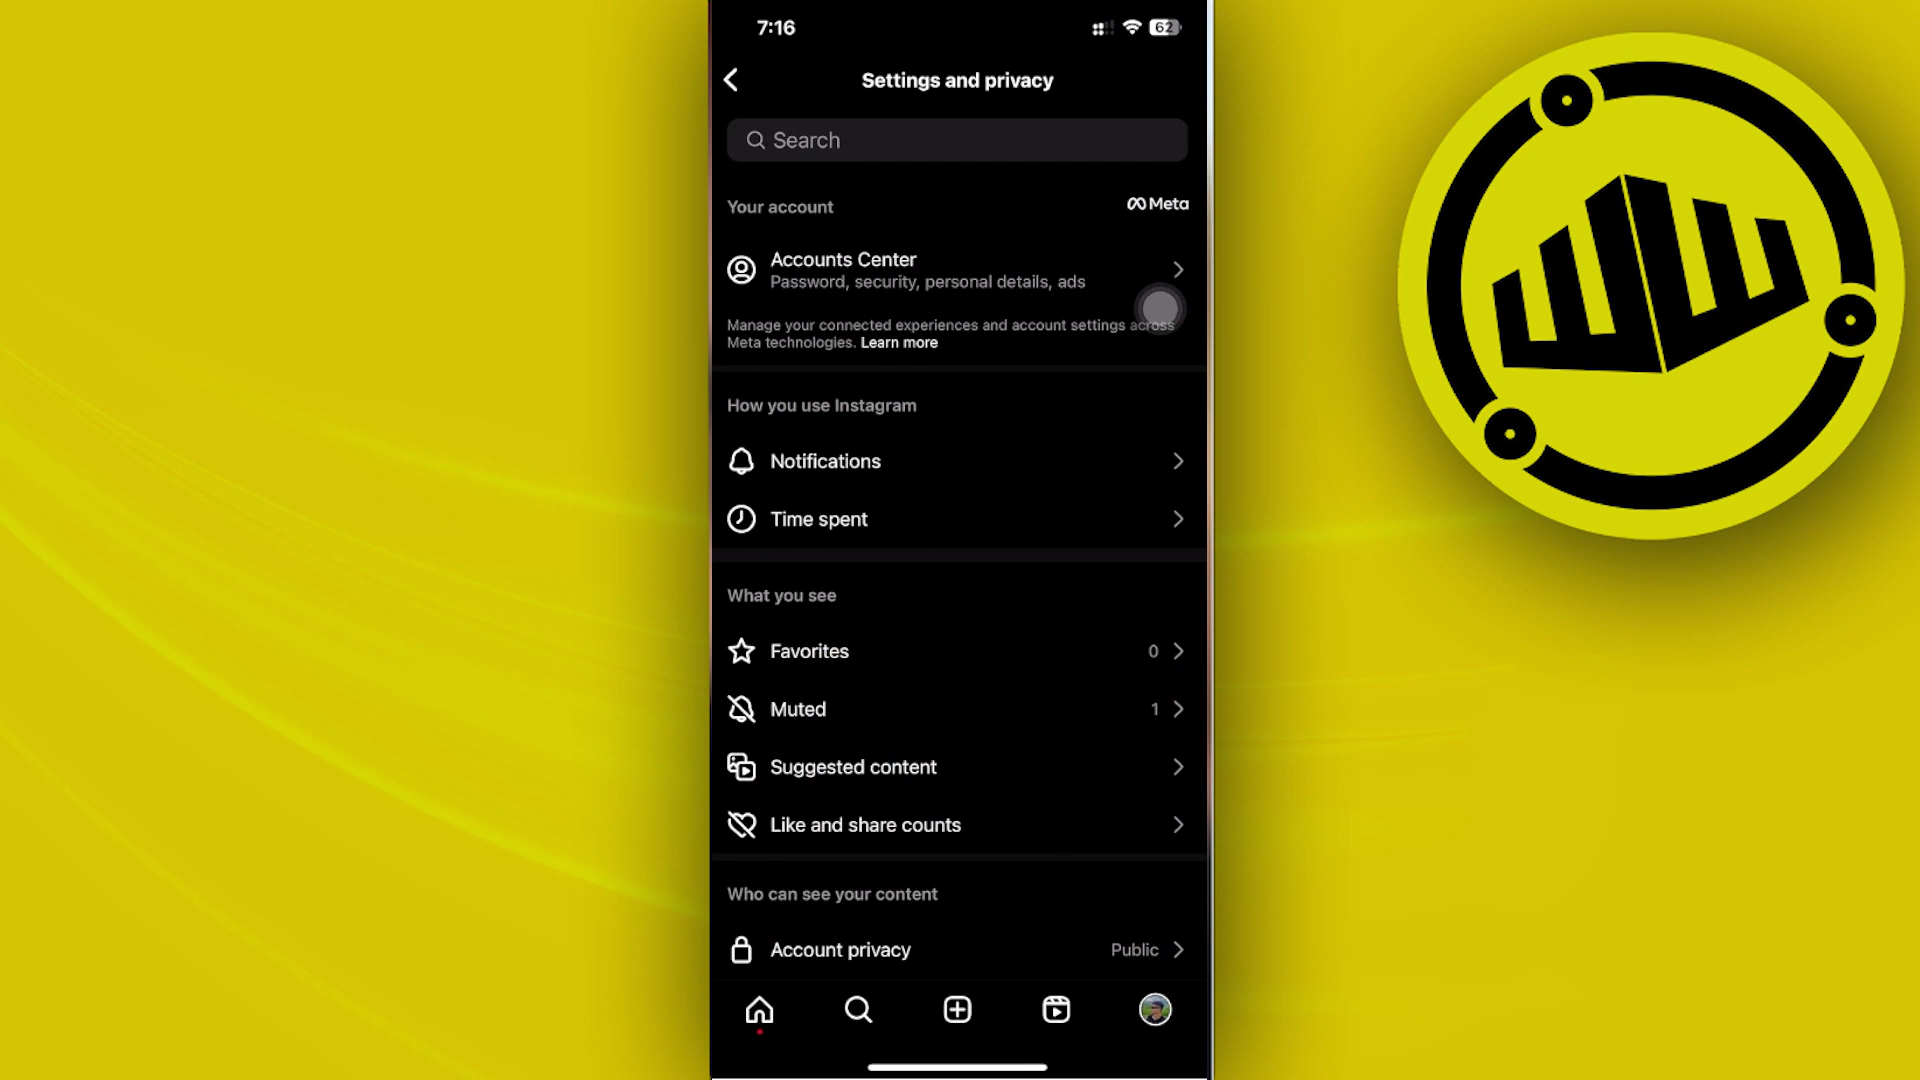 7:16
62
Settings and privacy
Search
Your account
Meta
Accounts Center
Password, security, personal details, ads
Manage your connected experiences and account settings across
Meta technologies. Learn more
How you use Instagram
Notifications
Time spent
What you see
Favorites 0
Muted 1
Suggested content
Like and share counts
Who can see your content
Account privacy Public